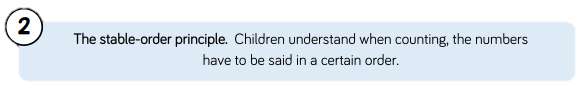 2
The stable-order principle. Children understand when counting, the numbers
have to be said in a certain order.